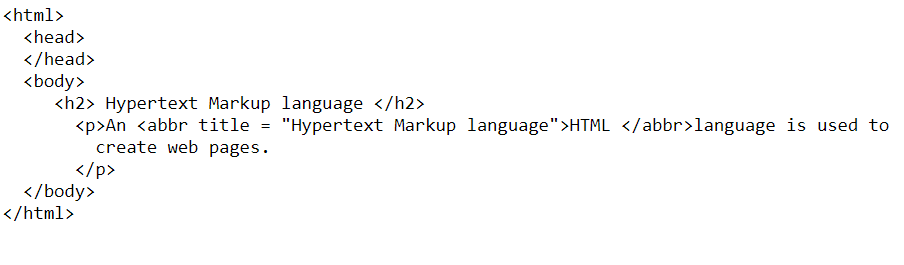 <html>
  <head>
  </head>
  <body>
     <h2> Hypertext Markup language </h2>
       <p>An <abbr title = "Hypertext Markup language">HTML </abbr>language is used to
         create web pages.
       </p>
  </body>
</html>